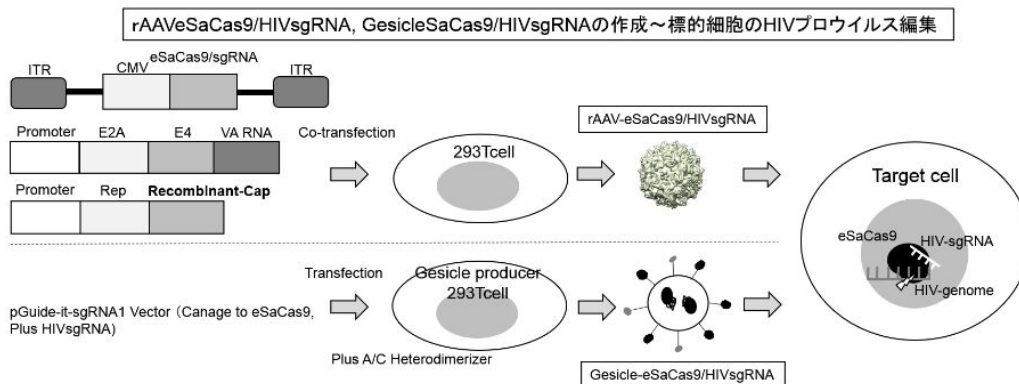 rAAVeSaCas9/HIVsgRNA, GesicleSaCas9/HIVsgRNAの作成～標的細胞のHIVプロウイルス編集
ITR
CMV
eSaCas9/sgRNA
ITR
Promoter
E2A
E4
VA RNA
Promoter
Rep
Recombinant-Cap
Co-transfection
293Tcell
rAAV-eSaCas9/HIVsgRNA
Target cell
eSaCas9
HIV-sgRNA
HIV-genome
pGuide-it-sgRNA1 Vector（Canage to eSaCas9,
Plus HIVsgRNA)
Transfection
Gesicle producer
293Tcell
Plus A/C Heterodimerizer
Gesicle-eSaCas9/HIVsgRNA